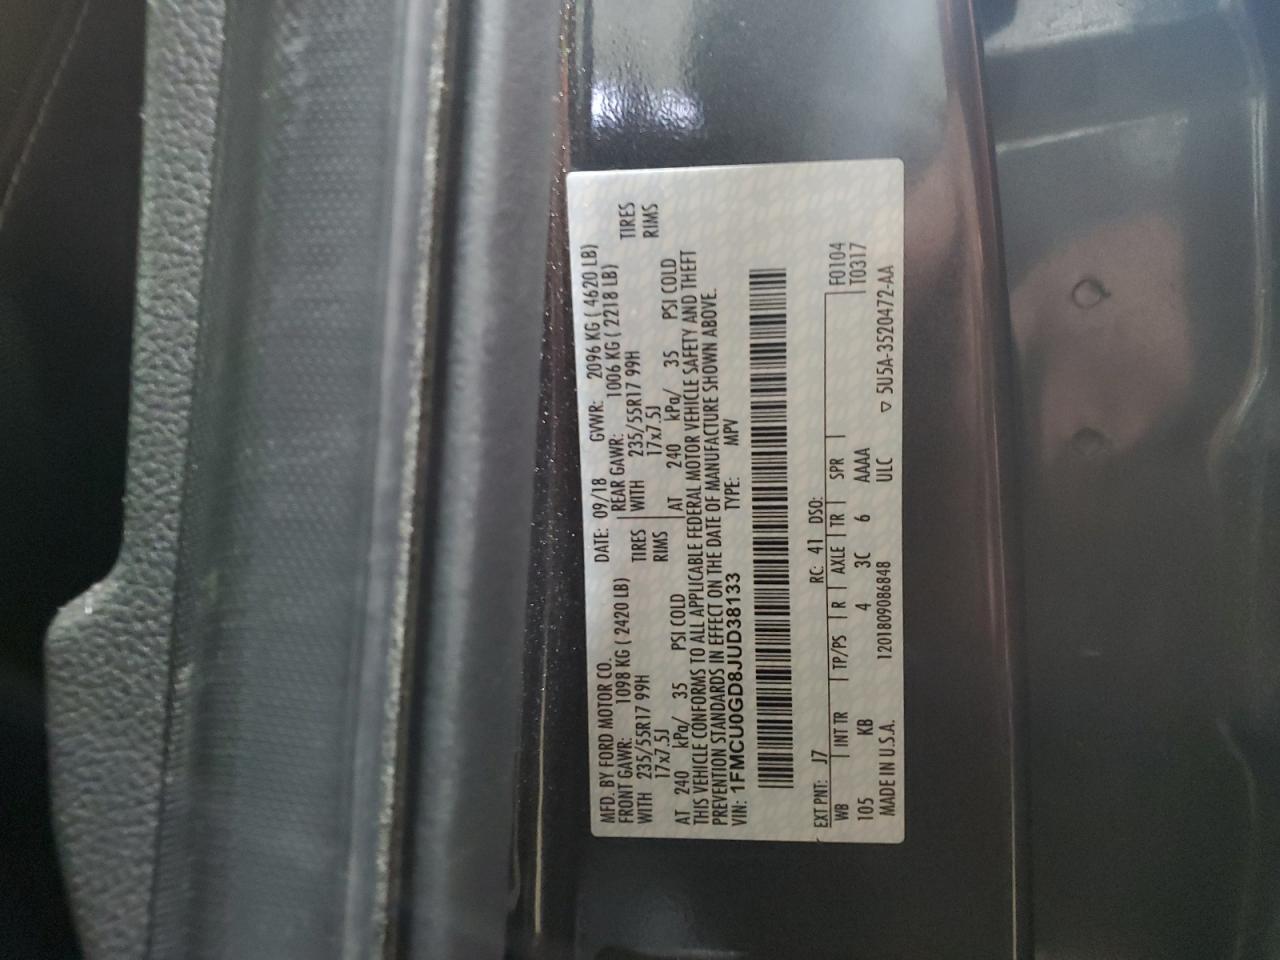 MFD. BY FORD MOTOR CO. DATE: 09/18 GVWR: 2096 KG ( 4620 LB)
FRONT GAWR: 1098 KG ( 2420 LB) REAR GAWR: 1006 KG ( 2218 LB)
WITH 235/55R17 99H TIRES WITH 235/55R17 99H TIRES
17x7.5J RIMS 17x7.5J RIMS
AT 240 kPa/ 35 PSI COLD AT 240 kPa/ 35 PSI COLD
THIS VEHICLE CONFORMS TO ALL APPLICABLE FEDERAL MOTOR VEHICLE SAFETY AND THEFT
PREVENTION STANDARDS IN EFFECT ON THE DATE OF MANUFACTURE SHOWN ABOVE.
VIN: 1FMCU0GD8JUD38133 TYPE: MPV
EXT PNT: J7 RC: 41 DSO: F0104
WB INT TR TP/PS R AXLE TR SPR T0317
105 KB 4 3C 6 AAAA
MADE IN U.S.A. 1201809086848 ULC ▽ 5U5A-3520472-AA